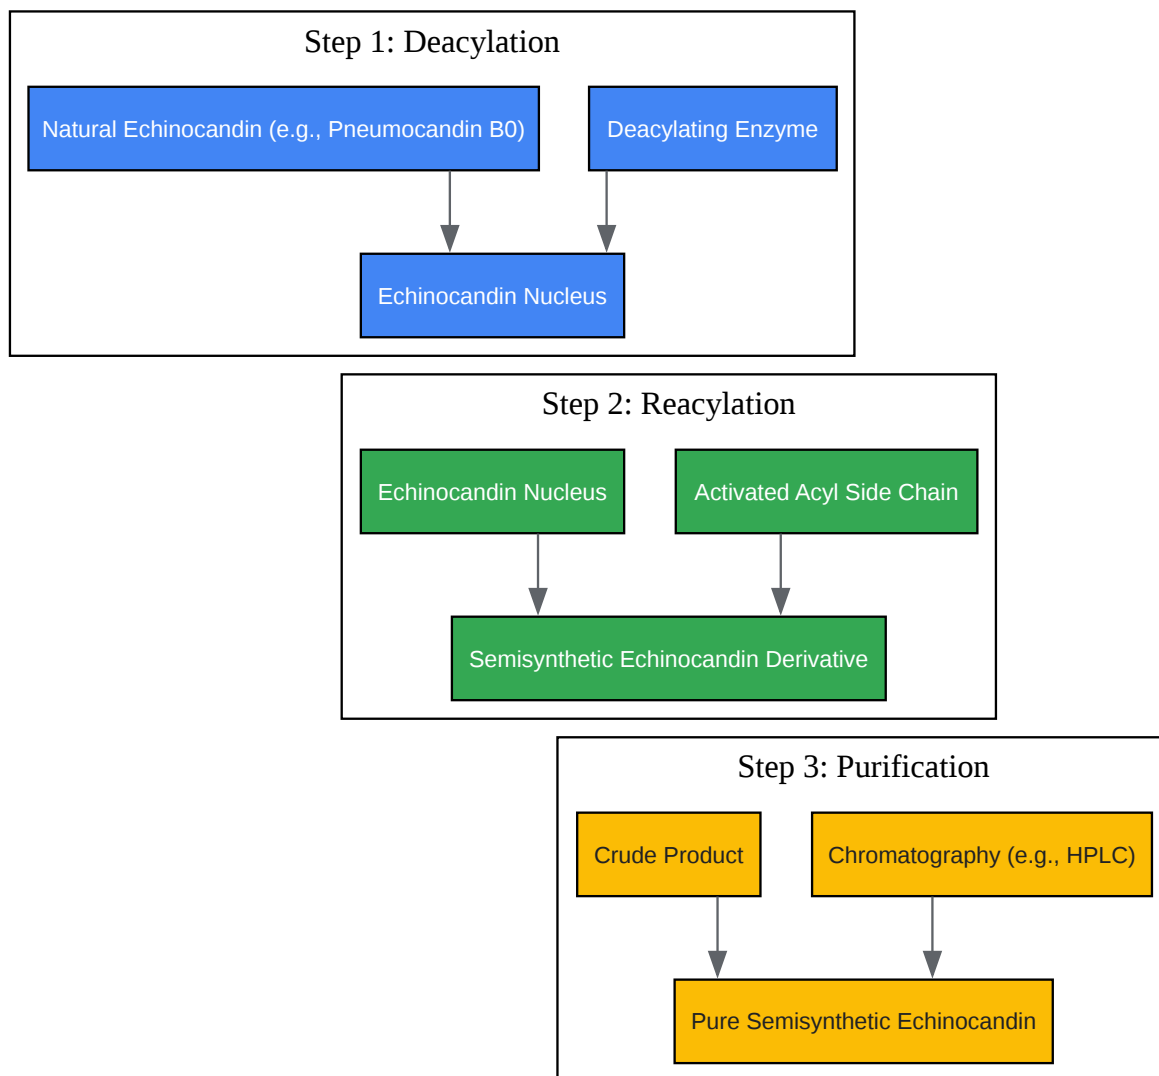 Step 1: Deacylation
Natural Echinocandin (e.g., Pneumocandin B0)
Deacylating Enzyme
Echinocandin Nucleus
Step 2: Reacylation
Echinocandin Nucleus
Activated Acyl Side Chain
Semisynthetic Echinocandin Derivative
Step 3: Purification
Crude Product
Chromatography (e.g., HPLC)
Pure Semisynthetic Echinocandin